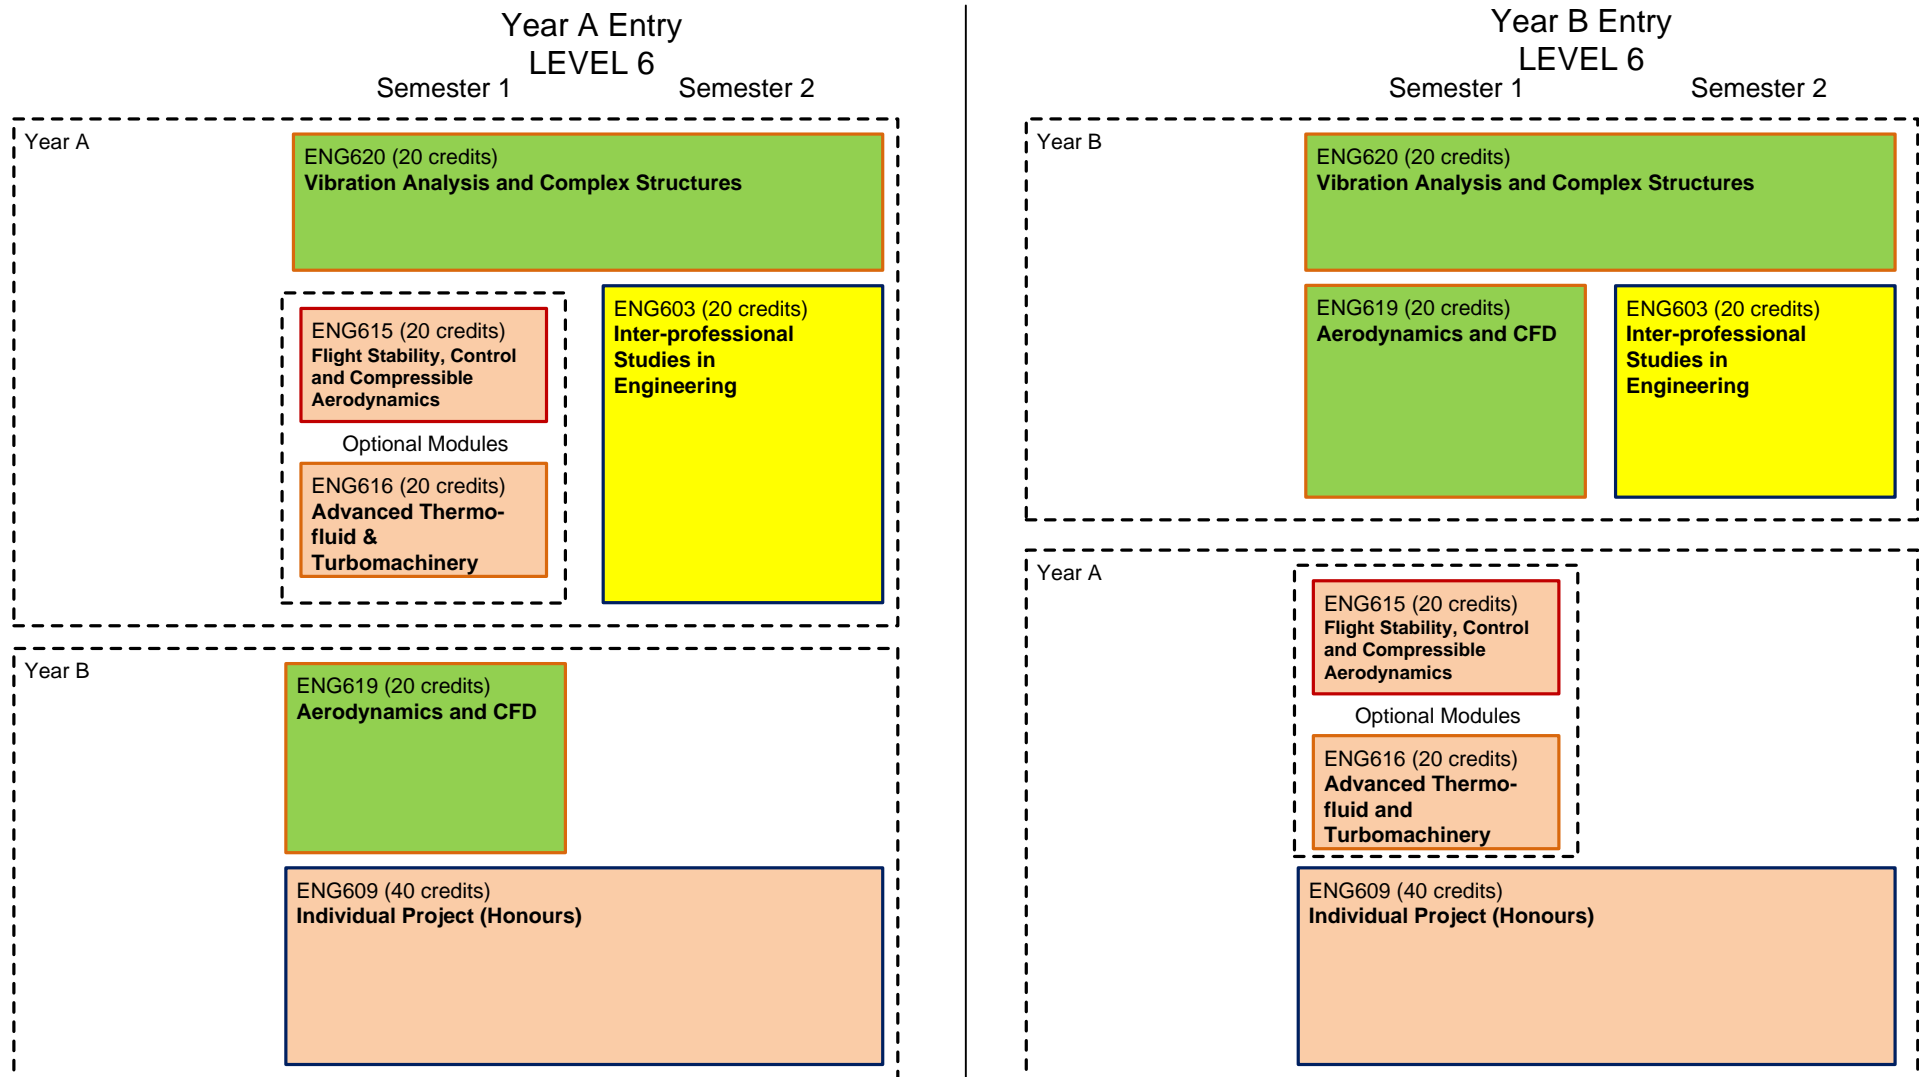 Year A Entry
LEVEL 6
Semester 1
Semester 2
Year A
ENG620 (20 credits)
Vibration Analysis and Complex Structures
ENG615 (20 credits)
Flight Stability, Control
and Compressible
Aerodynamics
Optional Modules
ENG616 (20 credits)
Advanced Thermo-
fluid &
Turbomachinery
ENG603 (20 credits)
Inter-professional
Studies in
Engineering
Year B
ENG619 (20 credits)
Aerodynamics and CFD
ENG609 (40 credits)
Individual Project (Honours)
Year B Entry
LEVEL 6
Semester 1
Semester 2
Year B
ENG620 (20 credits)
Vibration Analysis and Complex Structures
ENG619 (20 credits)
Aerodynamics and CFD
ENG603 (20 credits)
Inter-professional
Studies in
Engineering
Year A
ENG615 (20 credits)
Flight Stability, Control
and Compressible
Aerodynamics
Optional Modules
ENG616 (20 credits)
Advanced Thermo-
fluid and
Turbomachinery
ENG609 (40 credits)
Individual Project (Honours)